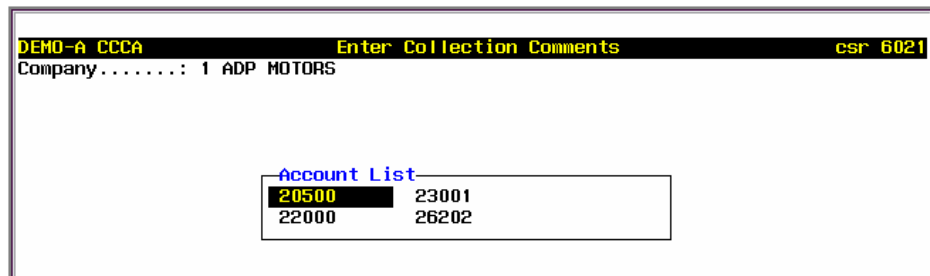 DEMO-A CCCA Enter Collection Comments csr 6021
Company.......: 1 ADP MOTORS
Account List
20500 23001
22000 26202